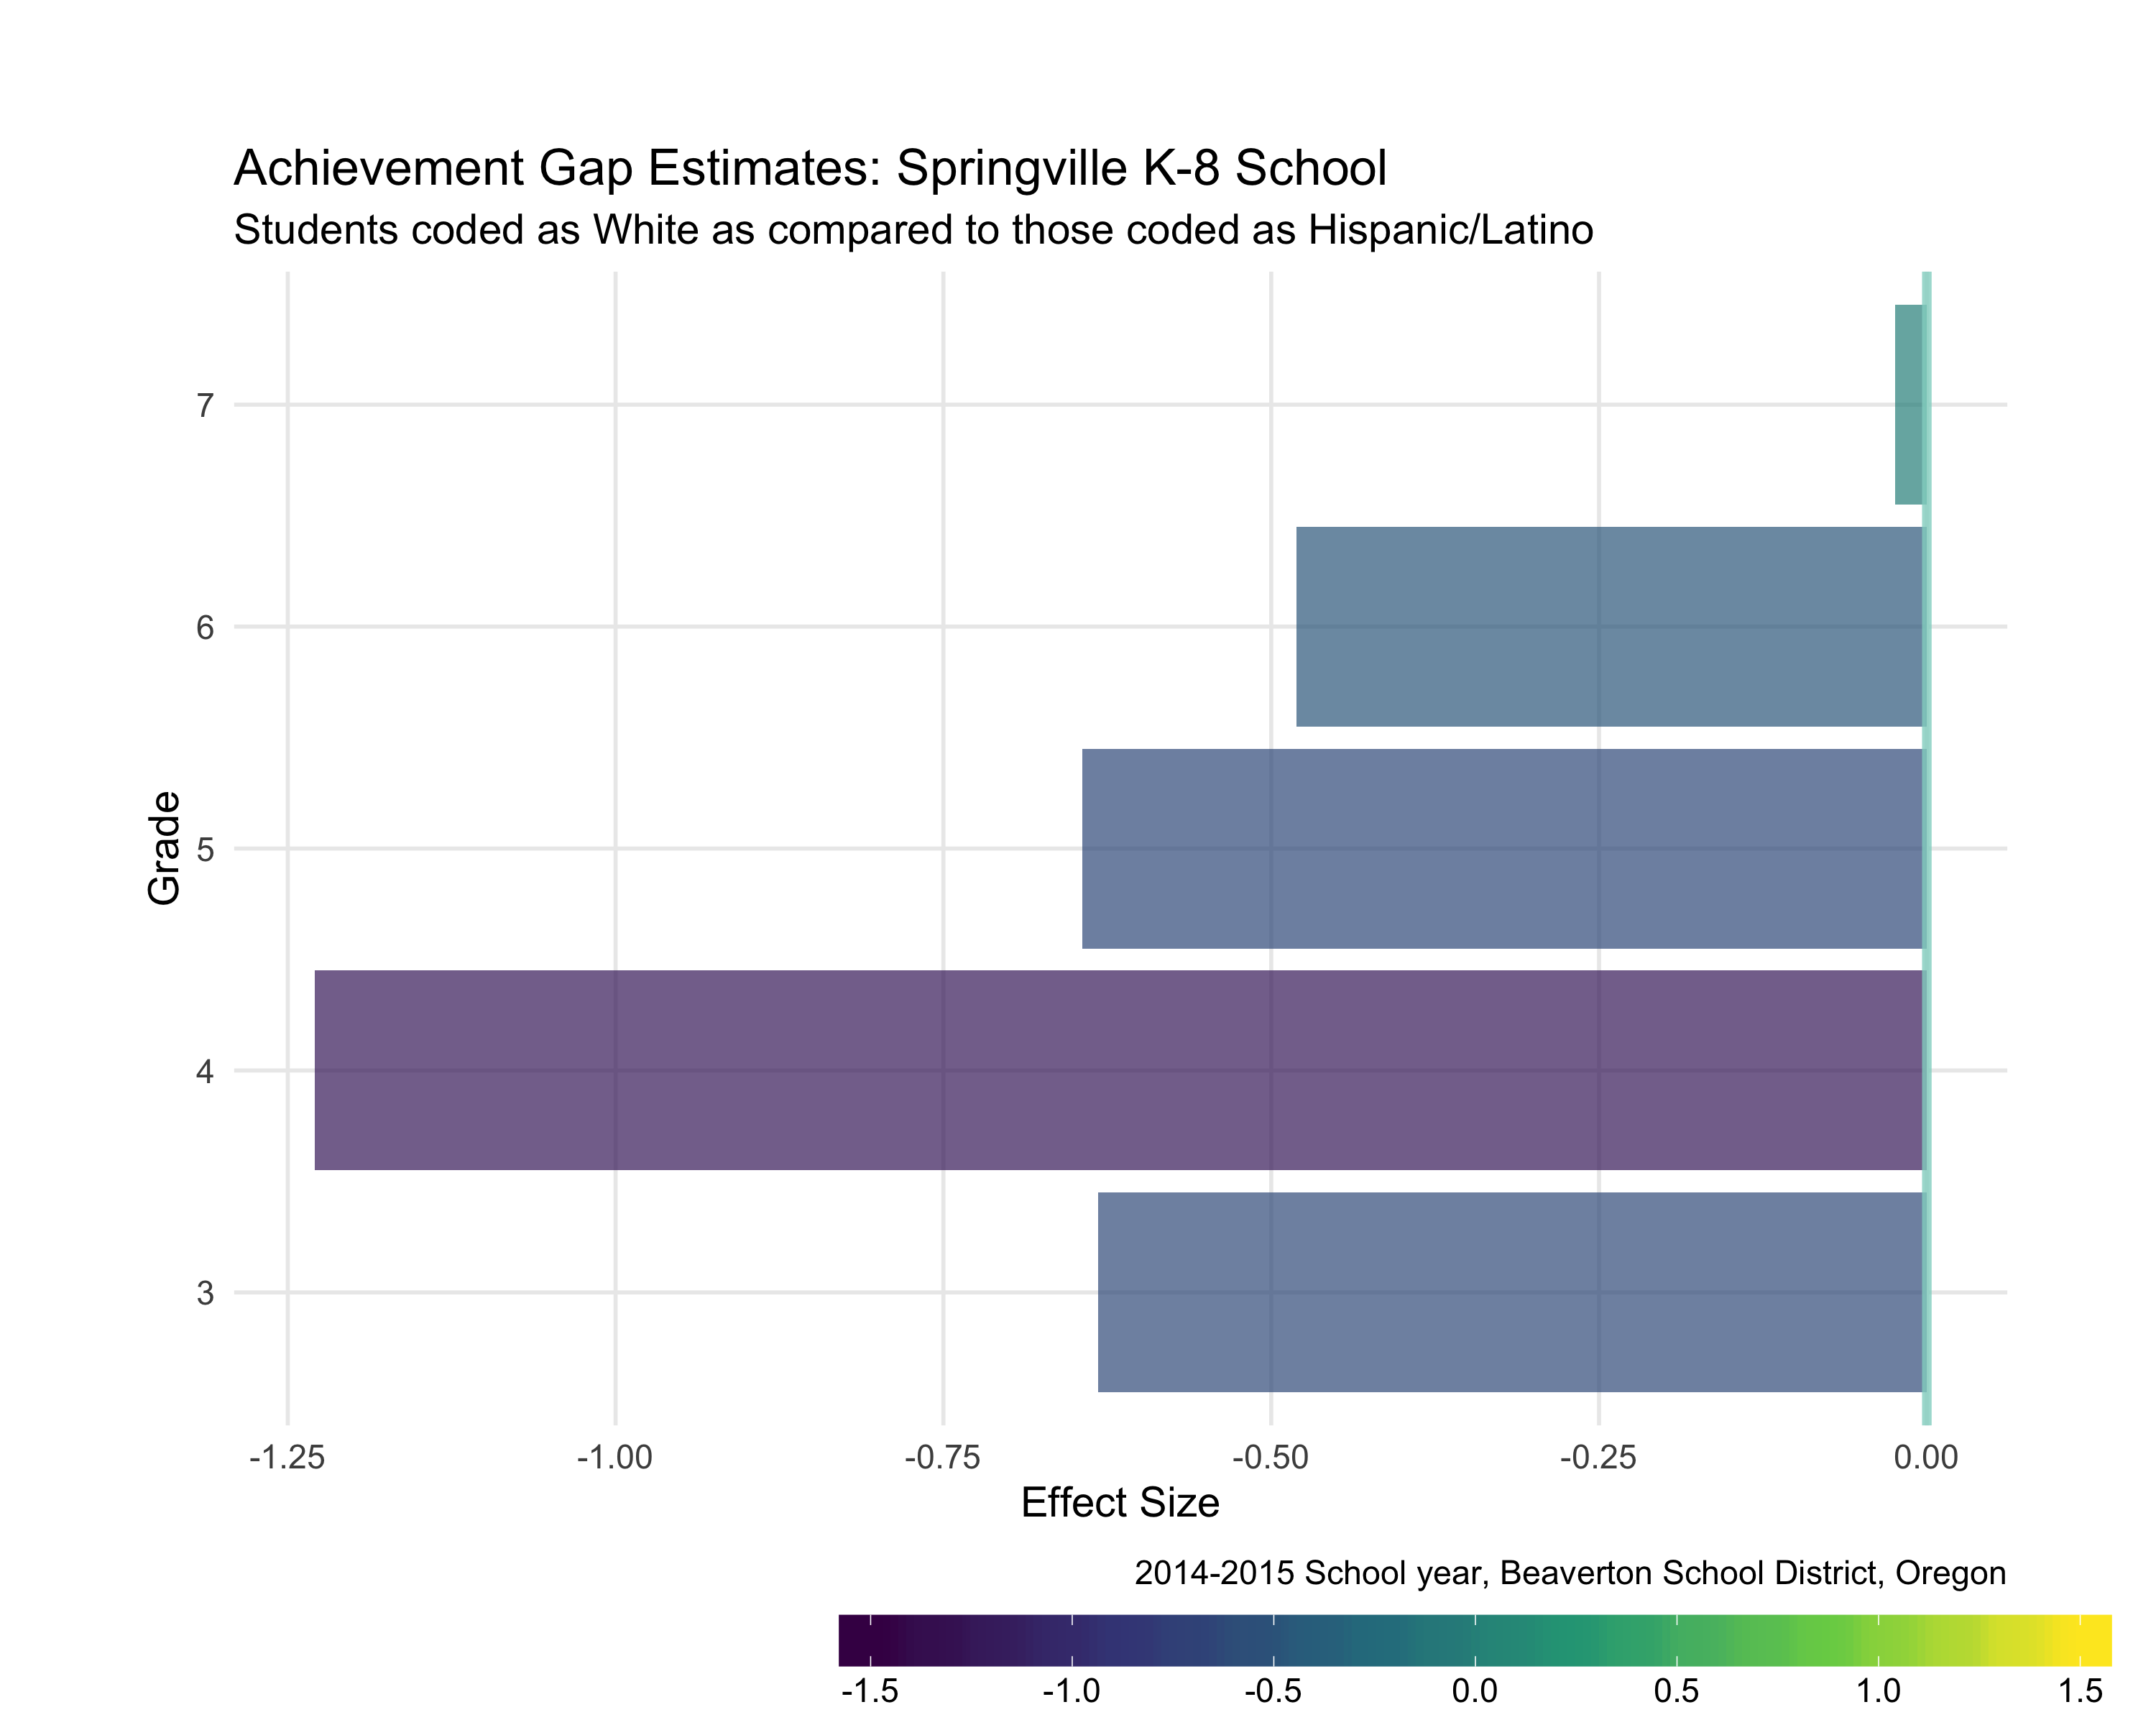 Achievement Gap Estimates: Springville K-8 School
Students coded as White as compared to those coded as Hispanic/Latino
7
6
5
4
3
Grade
-1.25 -1.00 -0.75 -0.50 -0.25 0.00
Effect Size
2014-2015 School year, Beaverton School District, Oregon
-1.5 -1.0 -0.5 0.0 0.5 1.0 1.5